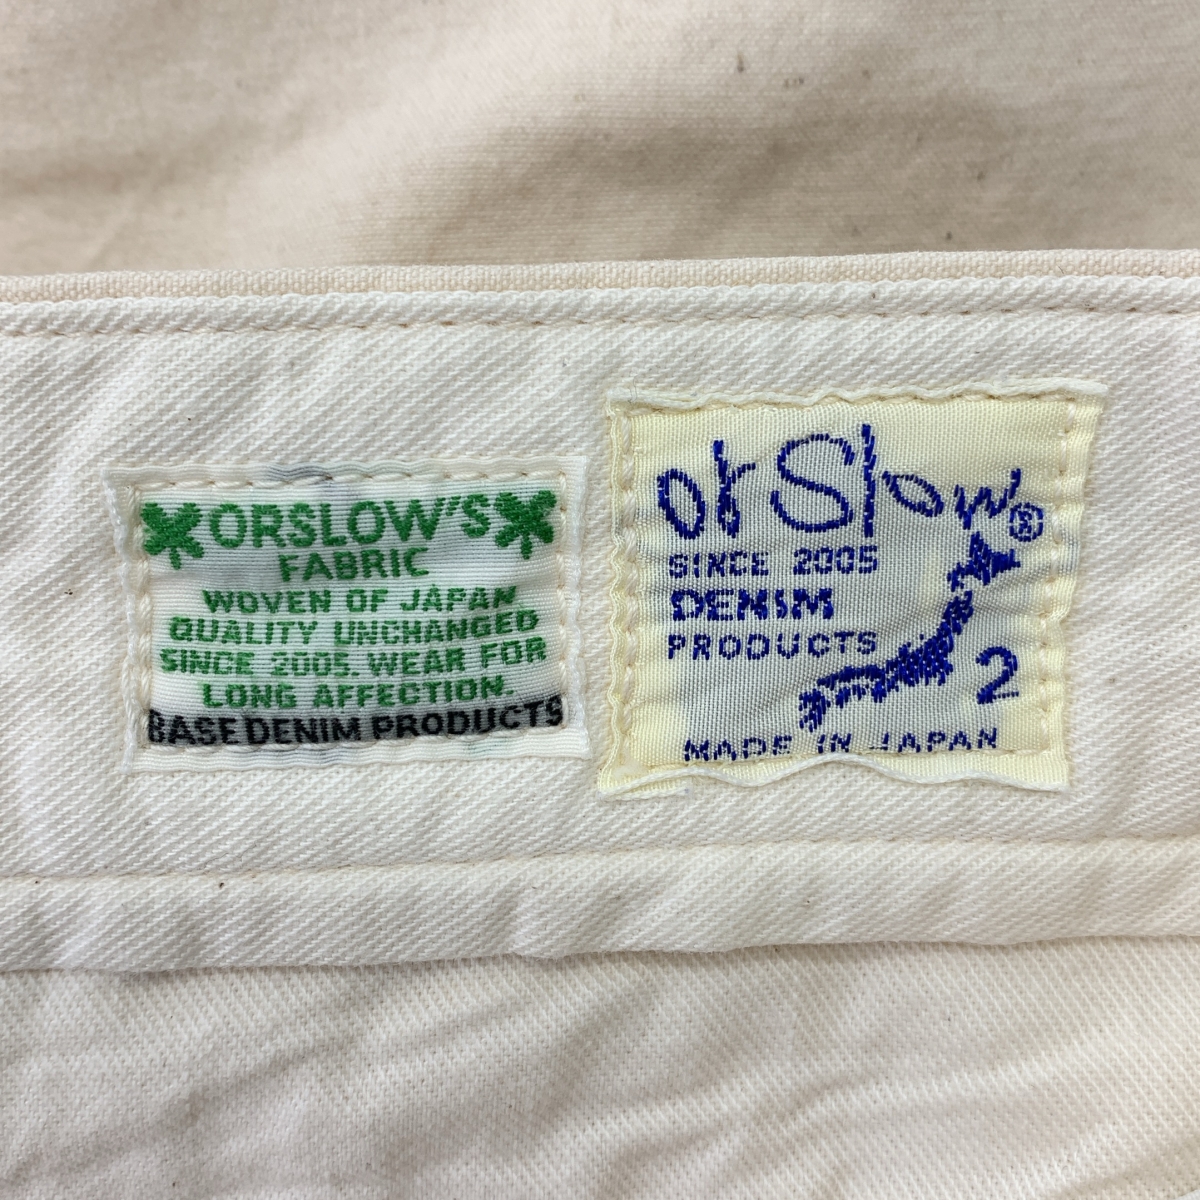 ORSLOW'S
FABRIC
WOVEN OF JAPAN
QUALITY UNCHANGED
SINCE 2005. WEAR FOR
LONG AFFECTION.
BASE DENIM PRODUCTS
orSlow®
SINCE 2005
DENIM
PRODUCTS
2
MADE IN JAPAN